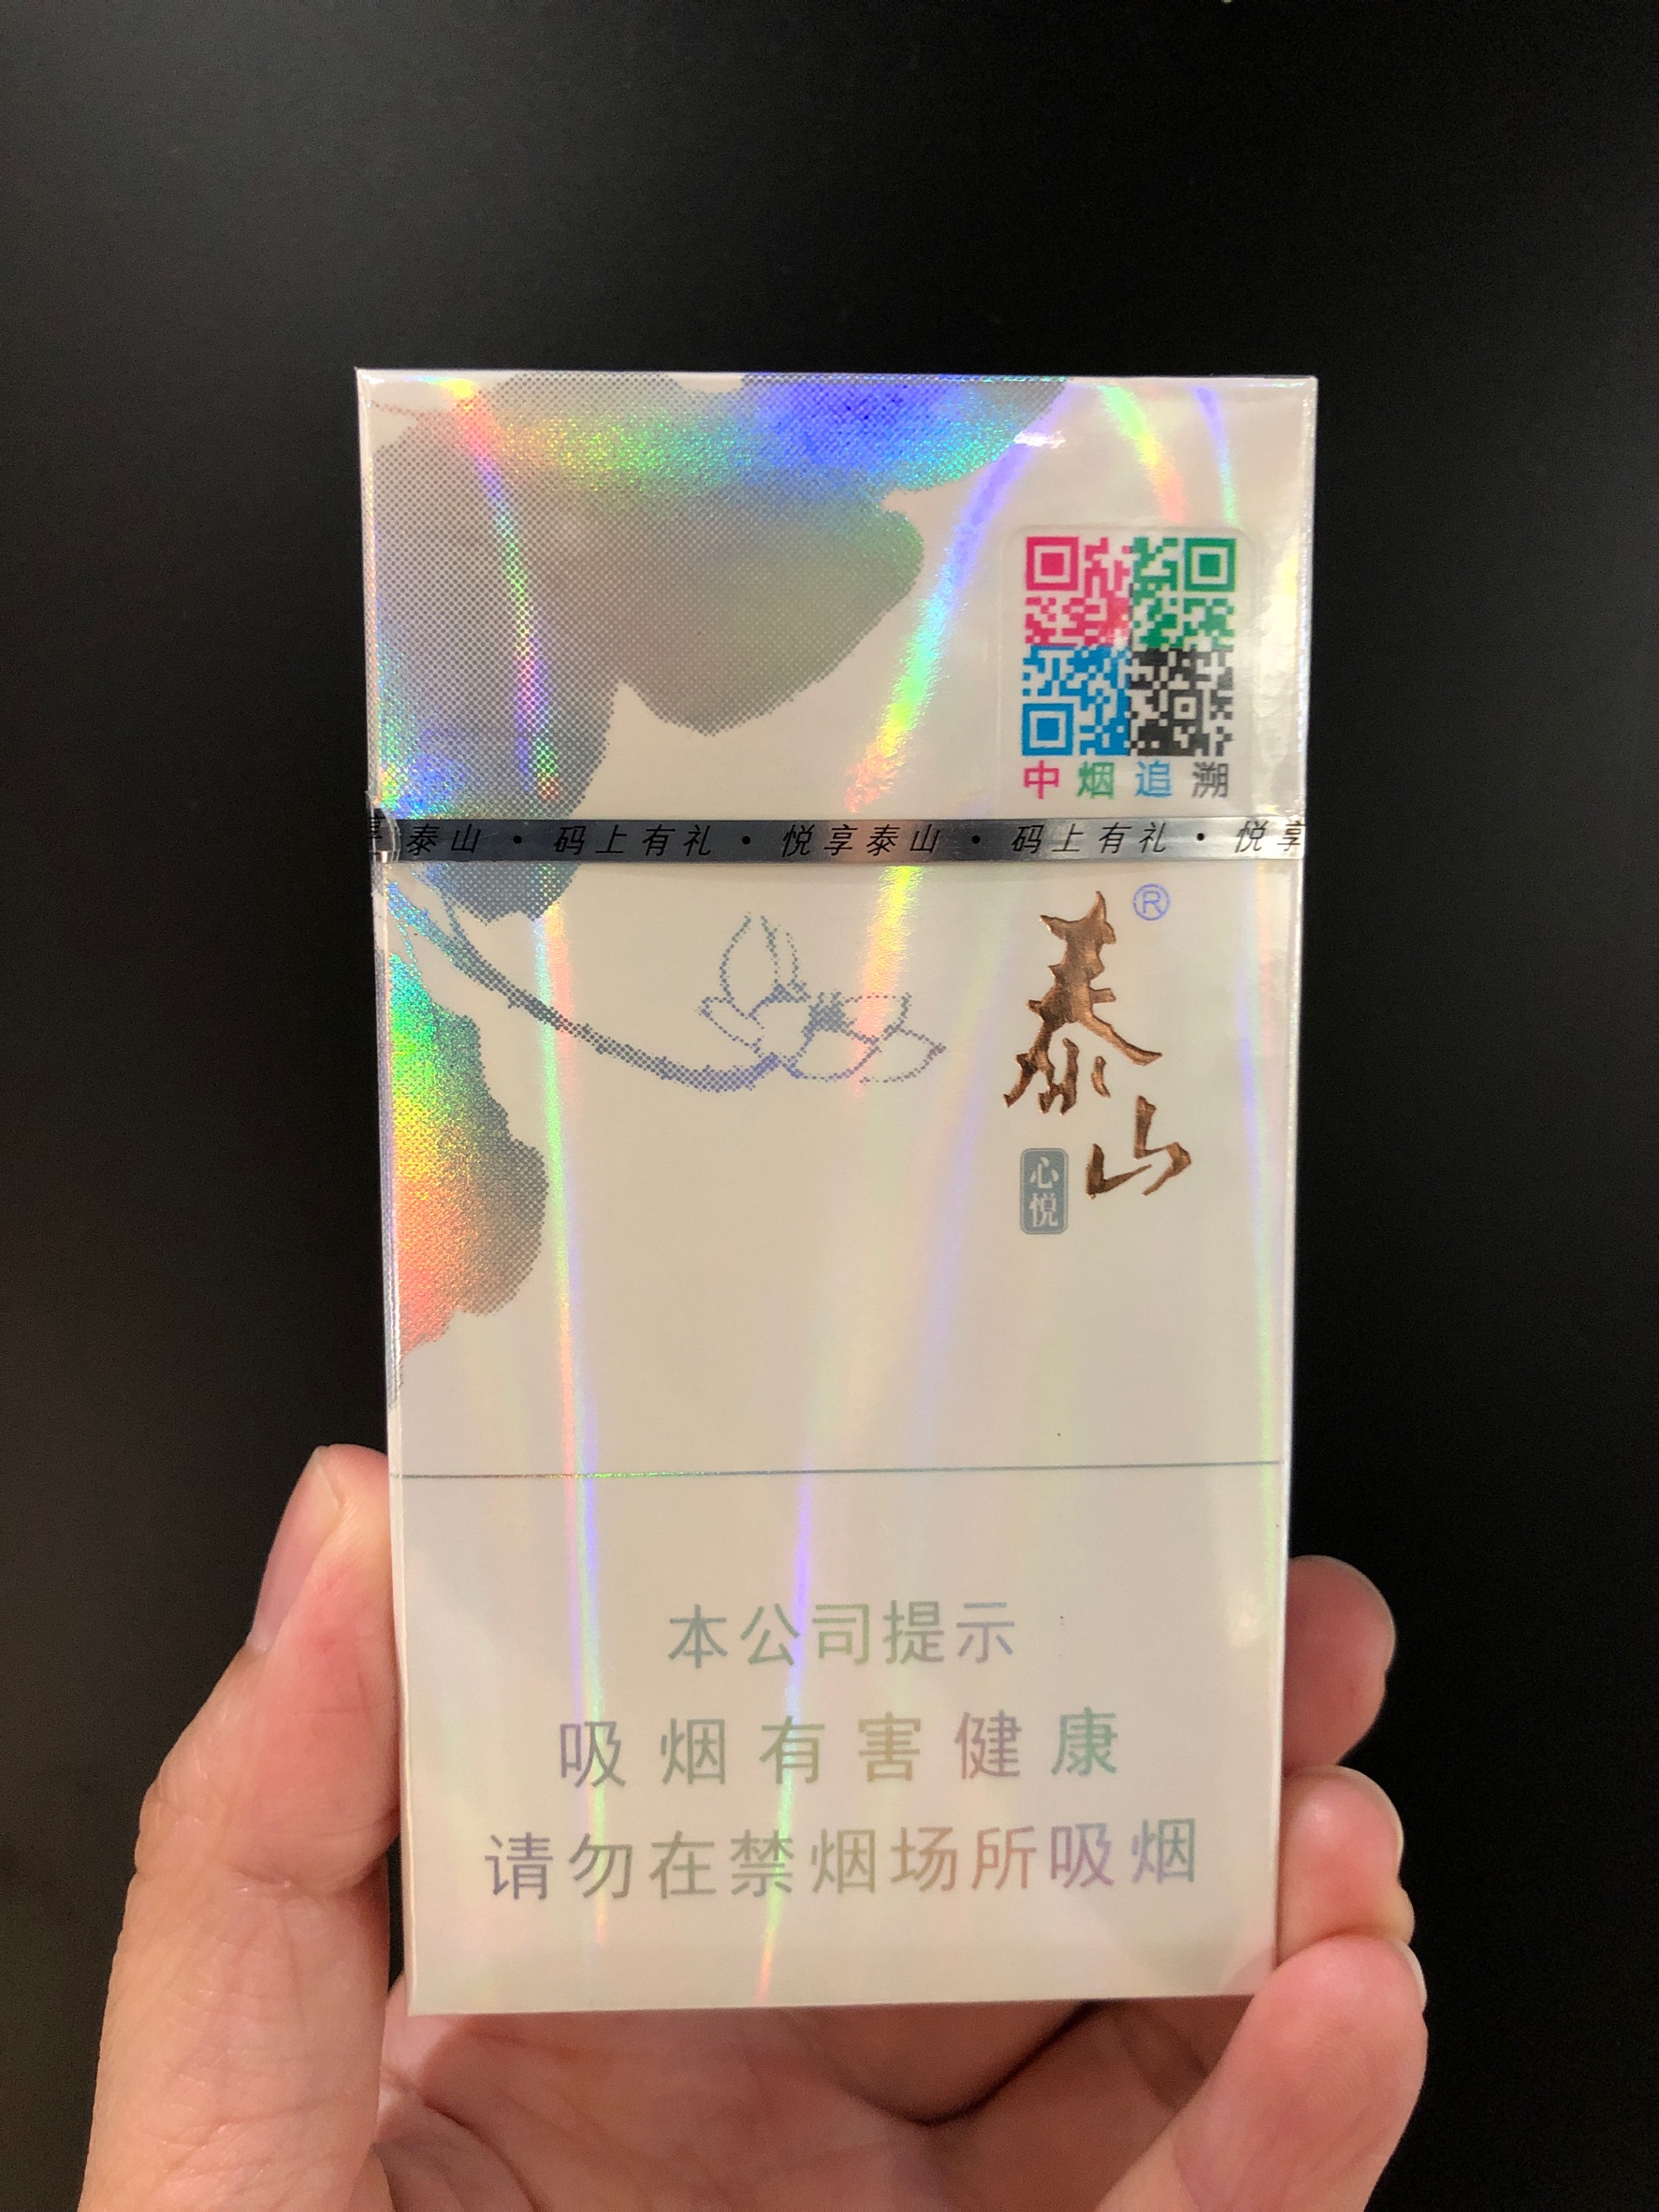 中烟追溯
享泰山·码上有礼·悦享泰山·码上有礼·悦享
泰山®
心悦
本公司提示
吸烟有害健康
请勿在禁烟场所吸烟